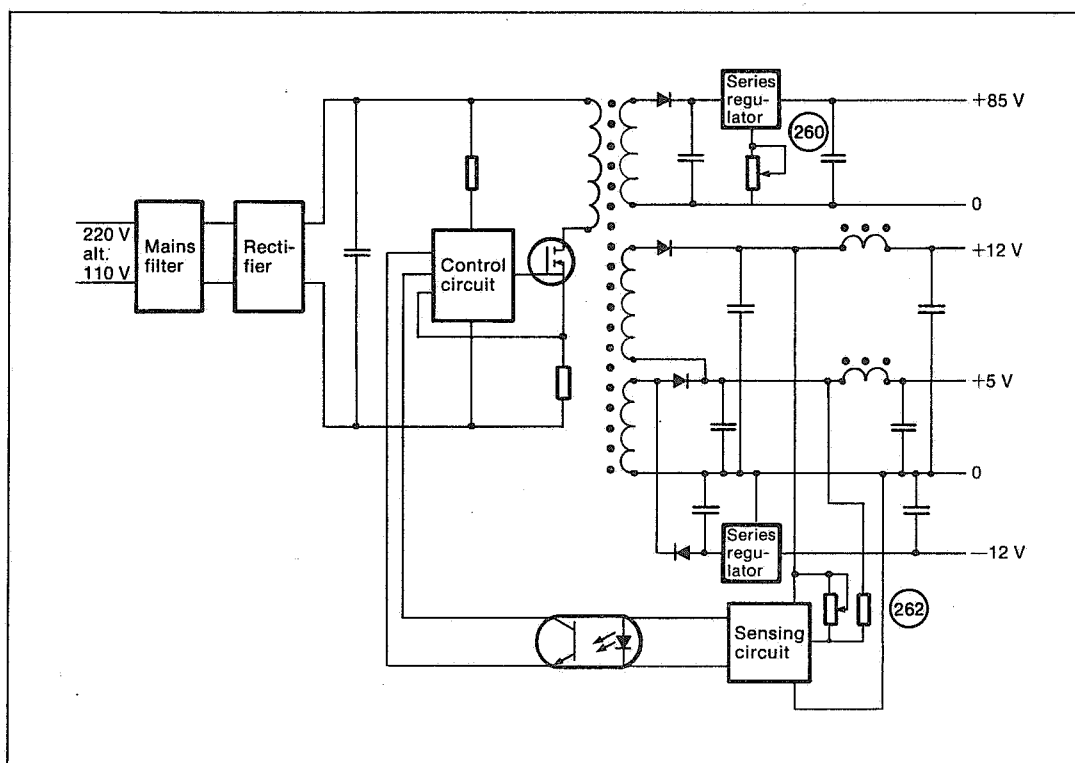 Series
regu-
lator
+85 V
260
0
220 V
alt.
110 V
Mains
filter
Recti-
fier
Control
circuit
+12 V
+5 V
0
Series
regu-
lator
—12 V
262
Sensing
circuit